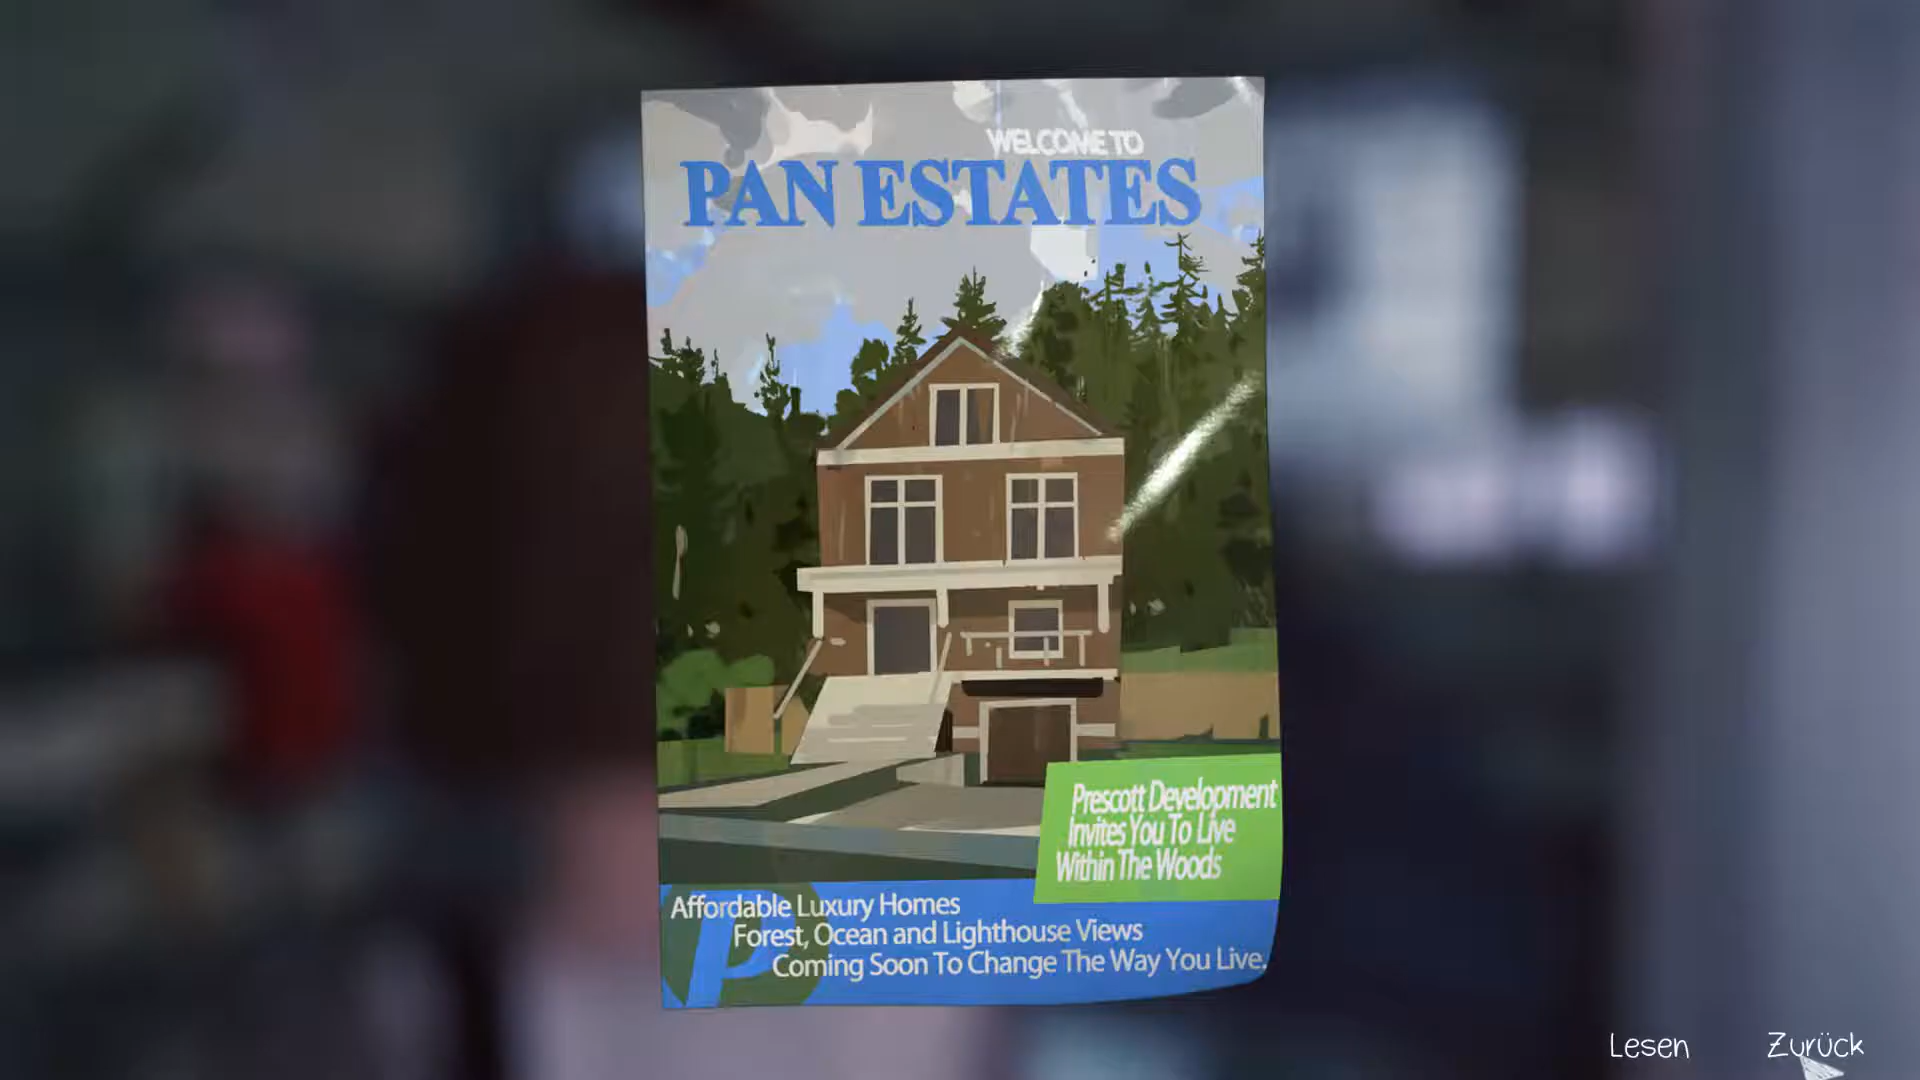 WELCOME TO
PAN ESTATES
Prescott Development
Invites You To Live
Within The Woods
Affordable Luxury Homes
Forest, Ocean and Lighthouse Views
Coming Soon To Change The Way You Live.
P
Lesen
Zurück